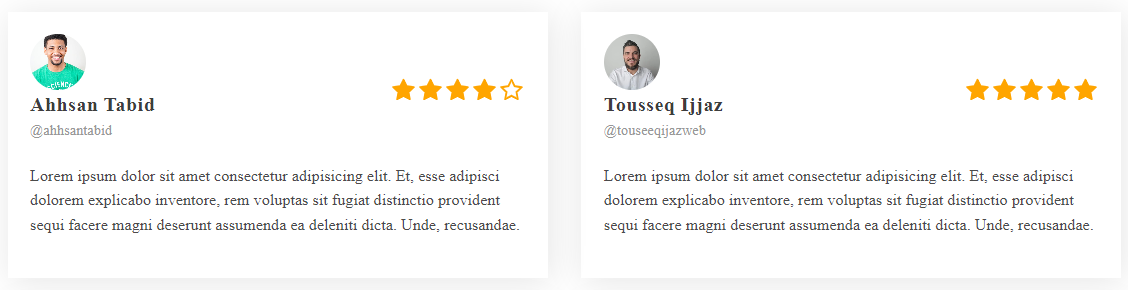 Ahhsan Tabid
@ahhsantabid
Lorem ipsum dolor sit amet consectetur adipisicing elit. Et, esse adipisci
dolorem explicabo inventore, rem voluptas sit fugiat distinctio provident
sequi facere magni deserunt assumenda ea deleniti dicta. Unde, recusandae.
Tousseq Ijjaz
@touseeqijazweb
Lorem ipsum dolor sit amet consectetur adipisicing elit. Et, esse adipisci
dolorem explicabo inventore, rem voluptas sit fugiat distinctio provident
sequi facere magni deserunt assumenda ea deleniti dicta. Unde, recusandae.